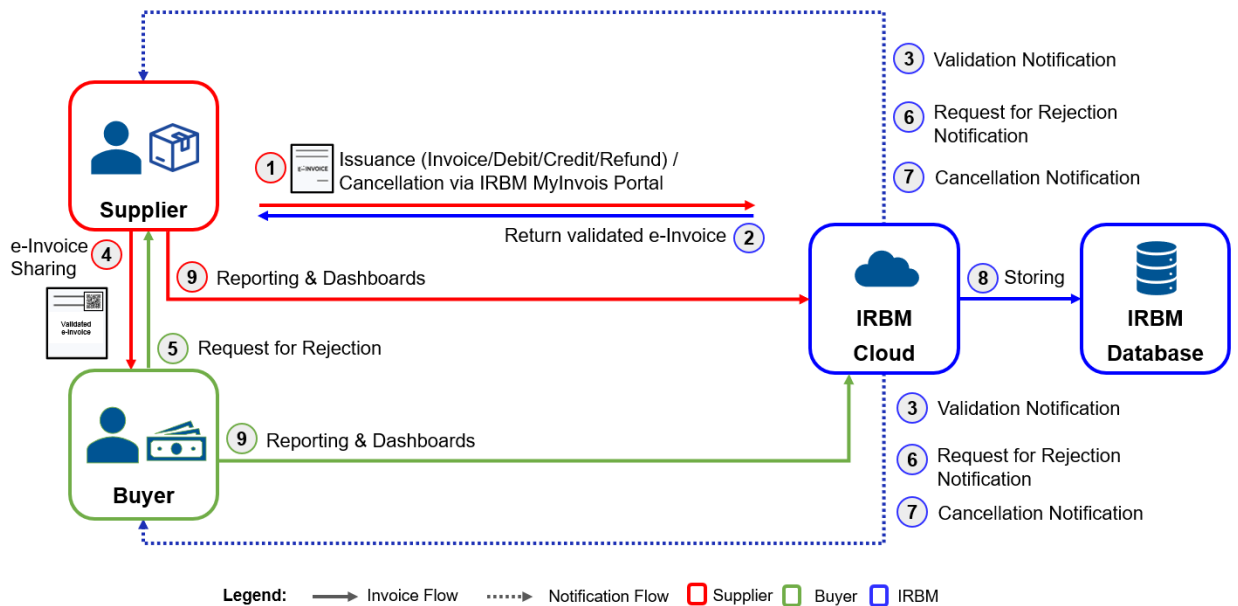 3 Validation Notification
6 Request for Rejection
Notification
7 Cancellation Notification
Supplier
1 e-INVOICE Issuance (Invoice/Debit/Credit/Refund) /
Cancellation via IRBM MyInvois Portal
Return validated e-Invoice 2
e-Invoice
Sharing 4
Validated
e-Invoice
9 Reporting & Dashboards
5 Request for Rejection
IRBM
Cloud
8 Storing
IRBM
Database
Buyer
9 Reporting & Dashboards
3 Validation Notification
6 Request for Rejection
Notification
7 Cancellation Notification
Legend: Invoice Flow Notification Flow Supplier Buyer IRBM